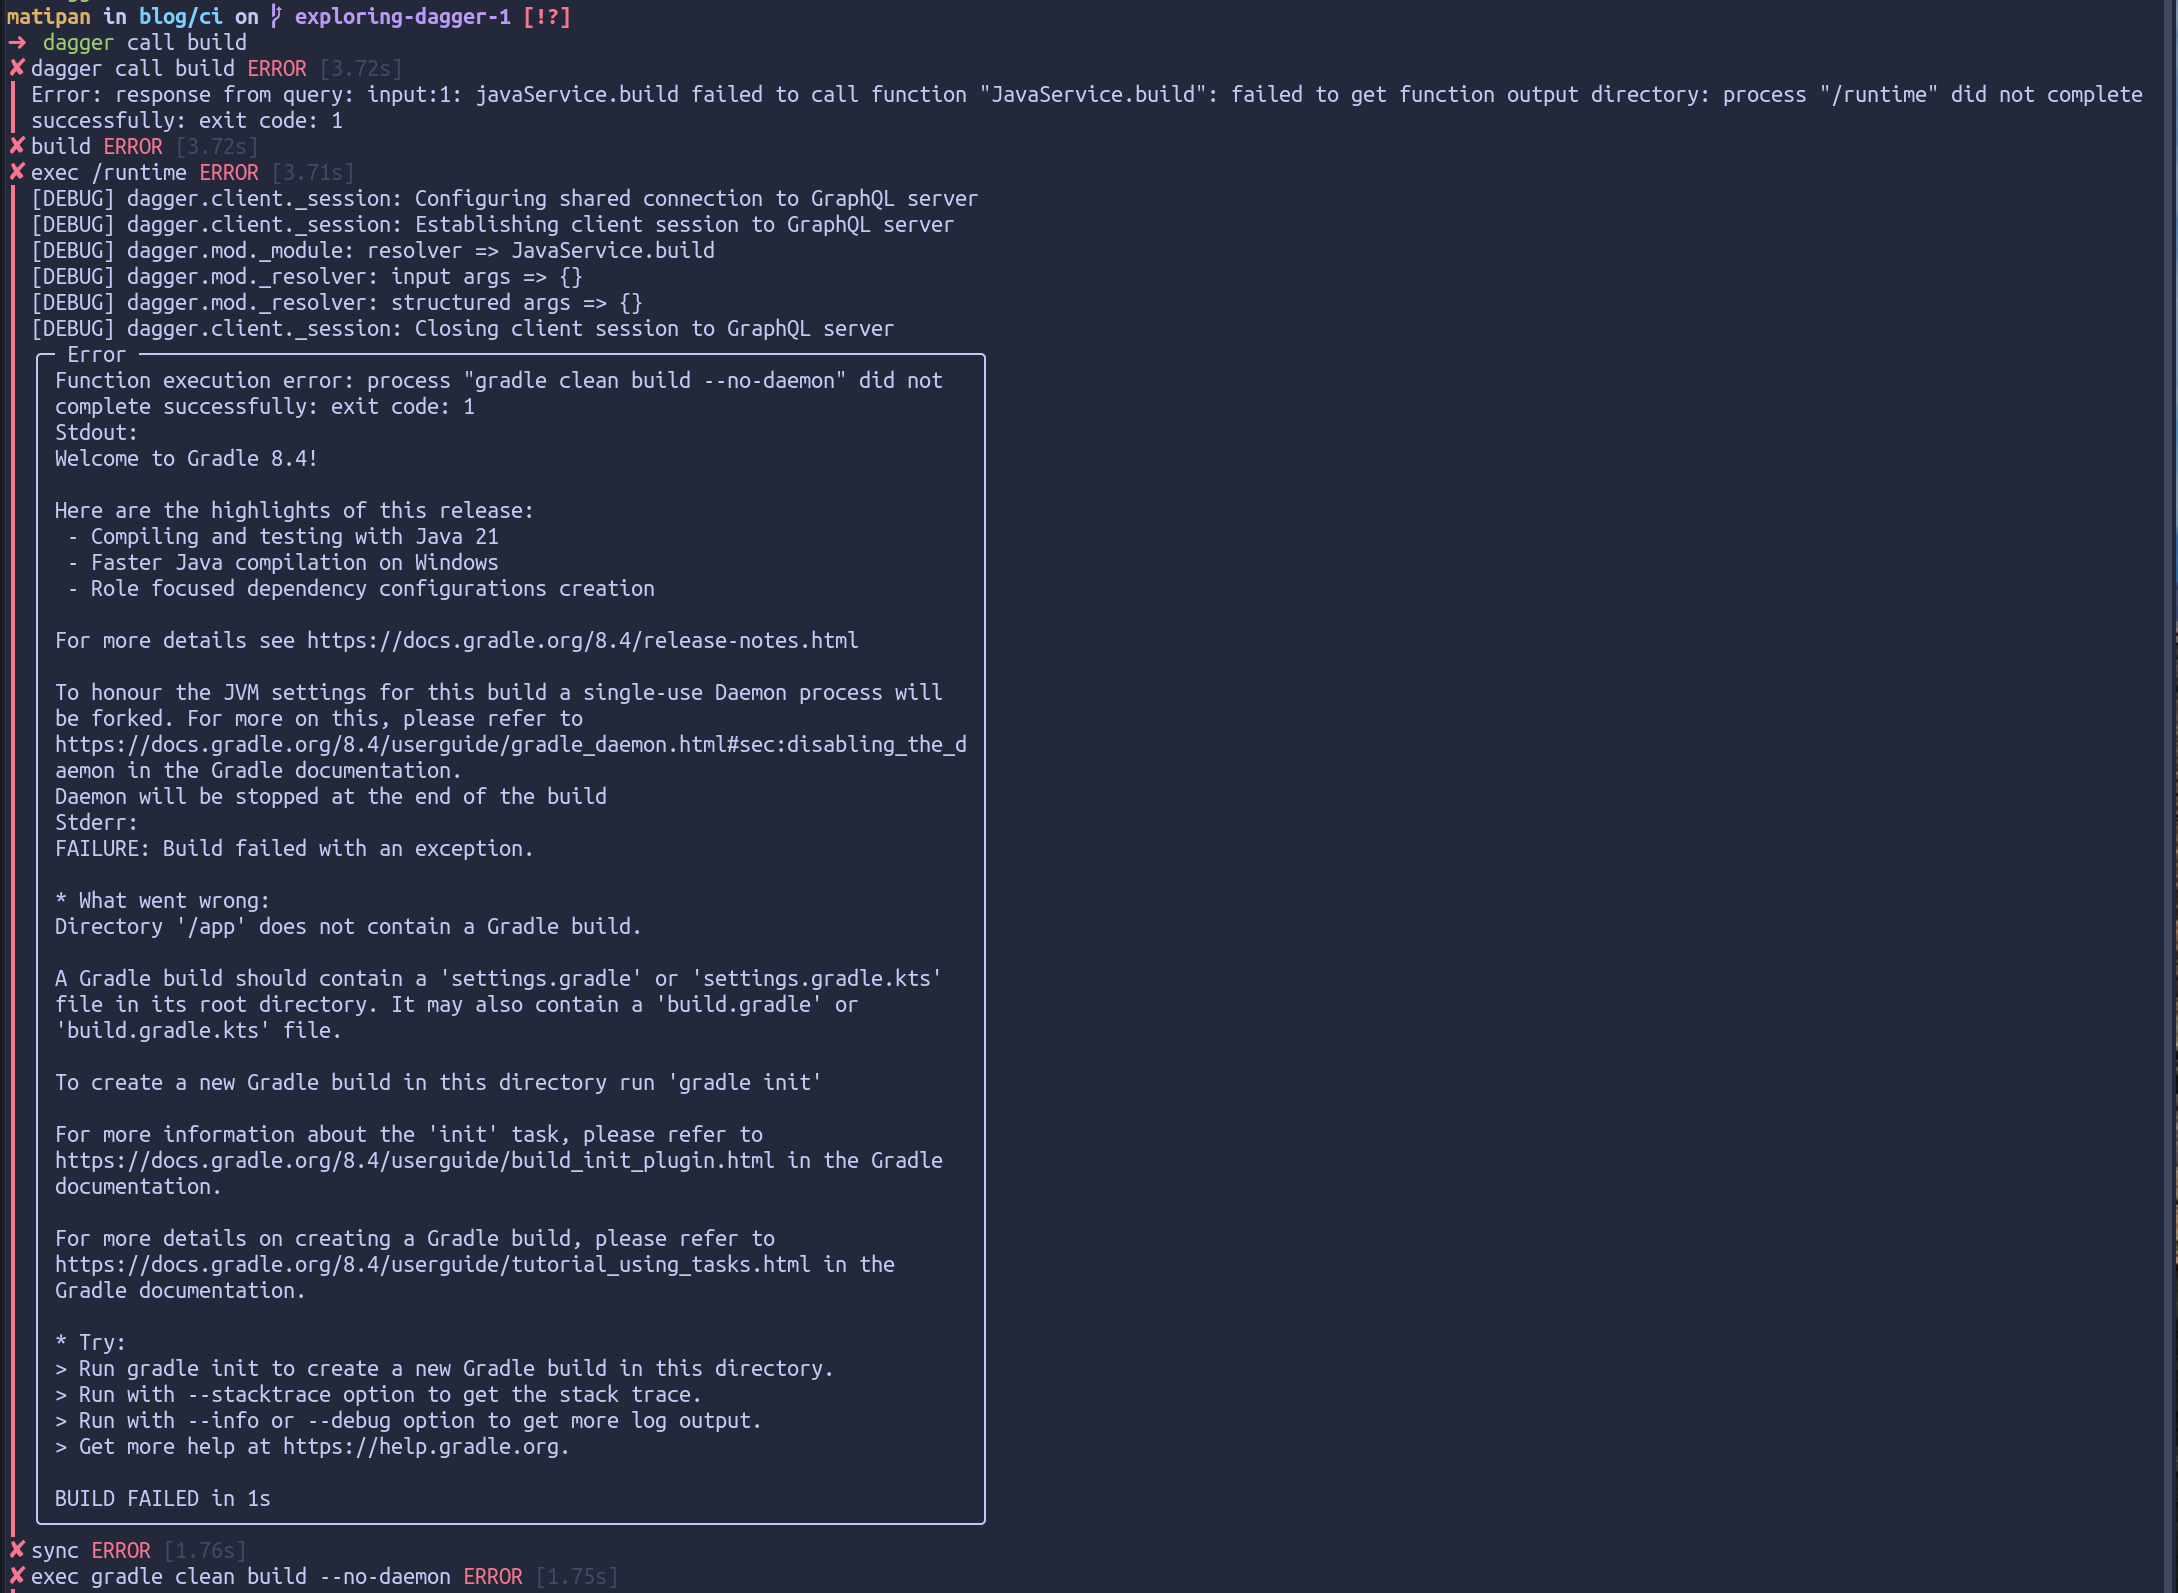 matipan in blog/ci on exploring-dagger-1 [!?]
➜ dagger call build
✘ dagger call build ERROR [3.72s]
Error: response from query: input:1: javaService.build failed to call function "JavaService.build": failed to get function output directory: process "/runtime" did not complete
successfully: exit code: 1
✘ build ERROR [3.72s]
✘ exec /runtime ERROR [3.71s]
[DEBUG] dagger.client._session: Configuring shared connection to GraphQL server
[DEBUG] dagger.client._session: Establishing client session to GraphQL server
[DEBUG] dagger.mod._module: resolver => JavaService.build
[DEBUG] dagger.mod._resolver: input args => {}
[DEBUG] dagger.mod._resolver: structured args => {}
[DEBUG] dagger.client._session: Closing client session to GraphQL server
Error
Function execution error: process "gradle clean build --no-daemon" did not
complete successfully: exit code: 1
Stdout:
Welcome to Gradle 8.4!
Here are the highlights of this release:
- Compiling and testing with Java 21
- Faster Java compilation on Windows
- Role focused dependency configurations creation
For more details see https://docs.gradle.org/8.4/release-notes.html
To honour the JVM settings for this build a single-use Daemon process will
be forked. For more on this, please refer to
https://docs.gradle.org/8.4/userguide/gradle_daemon.html#sec:disabling_the_d
aemon in the Gradle documentation.
Daemon will be stopped at the end of the build
Stderr:
FAILURE: Build failed with an exception.
* What went wrong:
Directory '/app' does not contain a Gradle build.
A Gradle build should contain a 'settings.gradle' or 'settings.gradle.kts'
file in its root directory. It may also contain a 'build.gradle' or
'build.gradle.kts' file.
To create a new Gradle build in this directory run 'gradle init'
For more information about the 'init' task, please refer to
https://docs.gradle.org/8.4/userguide/build_init_plugin.html in the Gradle
documentation.
For more details on creating a Gradle build, please refer to
https://docs.gradle.org/8.4/userguide/tutorial_using_tasks.html in the
Gradle documentation.
* Try:
> Run gradle init to create a new Gradle build in this directory.
> Run with --stacktrace option to get the stack trace.
> Run with --info or --debug option to get more log output.
> Get more help at https://help.gradle.org.
BUILD FAILED in 1s
✘ sync ERROR [1.76s]
✘ exec gradle clean build --no-daemon ERROR [1.75s]